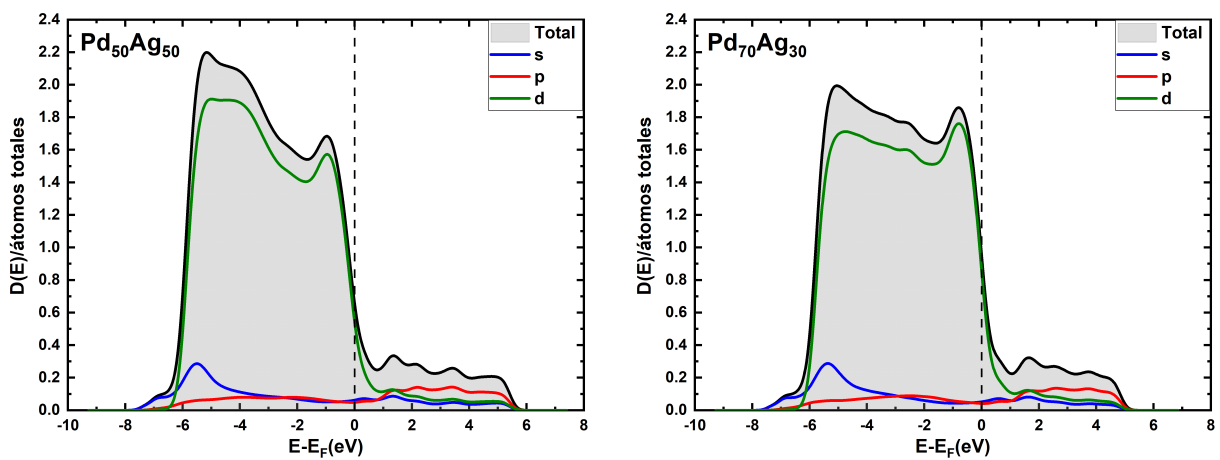 Pd50Ag50
Total
s
p
d
D(E)/átomos totales
2.4
2.2
2.0
1.8
1.6
1.4
1.2
1.0
0.8
0.6
0.4
0.2
0.0
-10 -8 -6 -4 -2 0 2 4 6 8
E-EF(eV)
Pd70Ag30
Total
s
p
d
D(E)/átomos totales
2.4
2.2
2.0
1.8
1.6
1.4
1.2
1.0
0.8
0.6
0.4
0.2
0.0
-10 -8 -6 -4 -2 0 2 4 6 8
E-EF(eV)